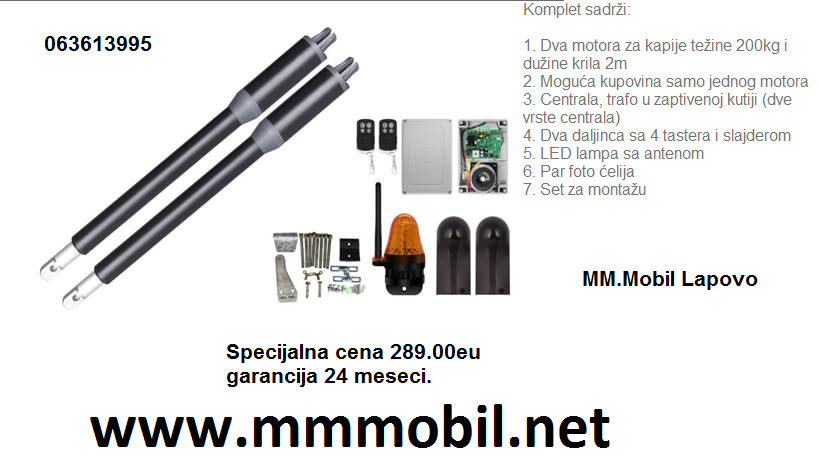 063613995
Komplet sadrži:
1. Dva motora za kapije težine 200kg i
dužine krila 2m
2. Moguća kupovina samo jednog motora
3. Centrala, trafo u zaptivenoj kutiji (dve
vrste centrala)
4. Dva daljinca sa 4 tastera i slajderom
5. LED lampa sa antenom
6. Par foto ćelija
7. Set za montažu
MM.Mobil Lapovo
Specijalna cena 289.00eu
garancija 24 meseci.
www.mmmobil.net